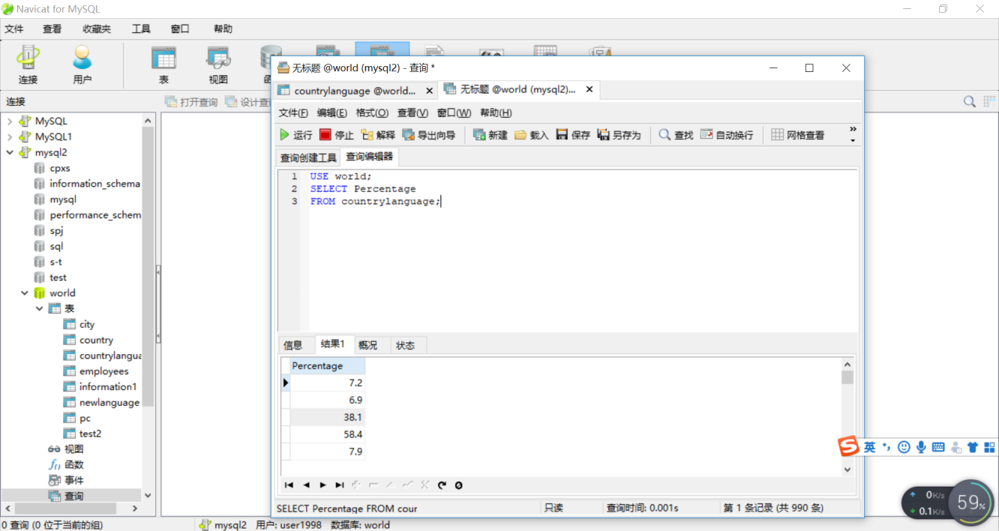 Navicat for MySQL
文件 查看 收藏夹 工具 窗口 帮助
连接 用户 表 视图
连接
打开查询 设计查
MySQL
MySQL1
mysql2
cpxs
information_schema
mysql
performance_schem
spj
sql
s-t
test
world
表
city
country
countrylangua
employees
information1
newlanguage
pc
test2
视图
函数
事件
查询
无标题 @world (mysql2) - 查询 *
countrylanguage @world...
无标题 @world (mysql2)...
文件(F) 编辑(E) 格式(O) 查看(V) 窗口(W) 帮助(H)
运行 停止 解释 导出向导 新建 载入 保存 另存为 查找 自动换行 网格查看
查询创建工具 查询编辑器
1 USE world;
2 SELECT Percentage
3 FROM countrylanguage;
信息 结果1 概况 状态
Percentage
7.2
6.9
38.1
58.4
7.9
SELECT Percentage FROM cour 只读 查询时间: 0.001s 第 1 条记录 (共 990 条)
英
0K/s
0.1K/s
59%
0 查询 (0 位于当前的组) mysql2 用户: user1998 数据库: world